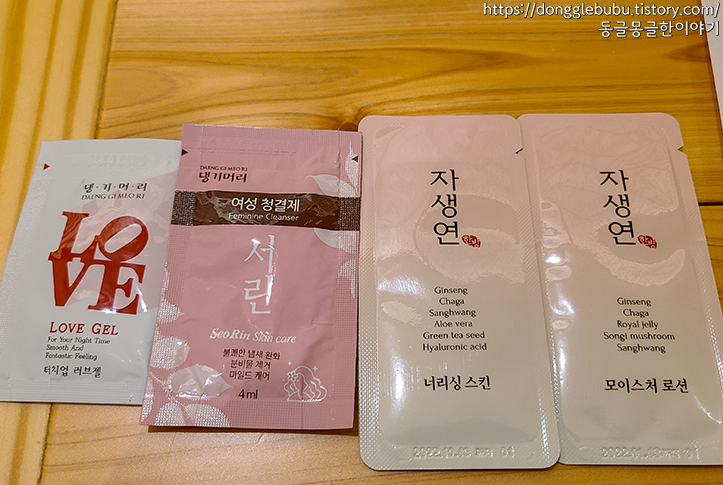 https://dongglebubu.tistory.com/
동글몽글한이야기
댕·기·머·리
DAENG GI MEO RI
LOVE
LOVE GEL
For Your Night Time
Smooth And
Fantastic Feeling
터치업 러브젤
DAENG GI MEO RI
댕기머리
여성 청결제
Feminine Cleanser
서린
SeoRin Skin care
불쾌한 냄새 완화
분비물 제거
마일드 케어
4ml
자생연
Ginseng
Chaga
Sanghwang
Aloe vera
Green tea seed
Hyaluronic acid
너리싱 스킨
자생연
Ginseng
Chaga
Royal jelly
Songi mushroom
Sanghwang
모이스처 로션